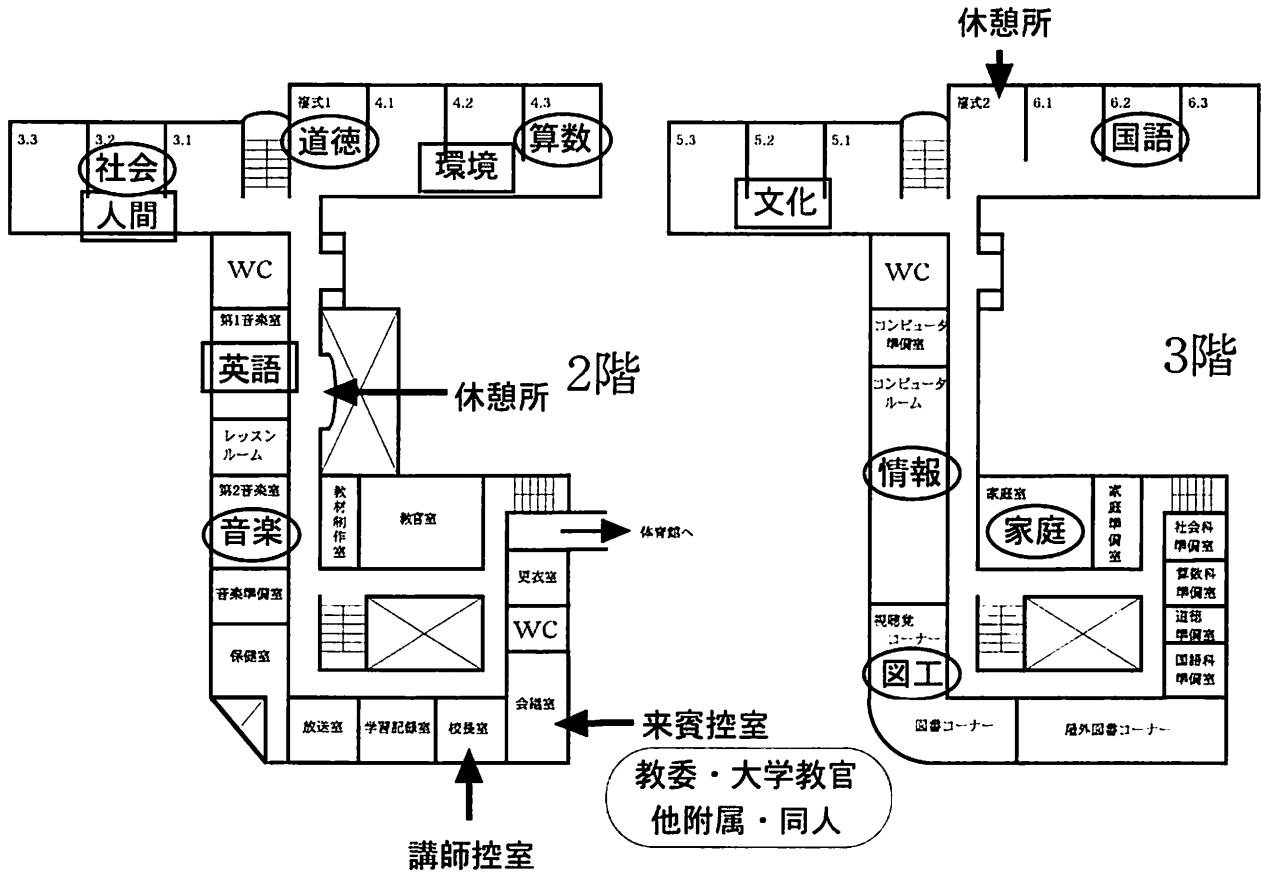 休憩所
複式1
4.1
4.2
4.3
道徳
環境
算数
3.3
3.2
3.1
社会
人間
WC
第1音楽室
英語
休憩所
2階
レッスン
ルーム
第2音楽室
音楽
教材制作室
教官室
体育館へ
音楽準備室
更衣室
WC
保健室
会議室
放送室
学習記録室
校長室
来賓控室
教委・大学教官
他附属・同人
講師控室
複式2
6.1
6.2
6.3
国語
5.3
5.2
5.1
文化
WC
コンピュータ
準備室
コンピュータ
ルーム
3階
情報
家庭室
家庭
家庭準備室
社会科
準備室
算数科
準備室
道徳
準備室
国語科
準備室
視聴覚
コーナー
図工
図書コーナー
屋外図書コーナー